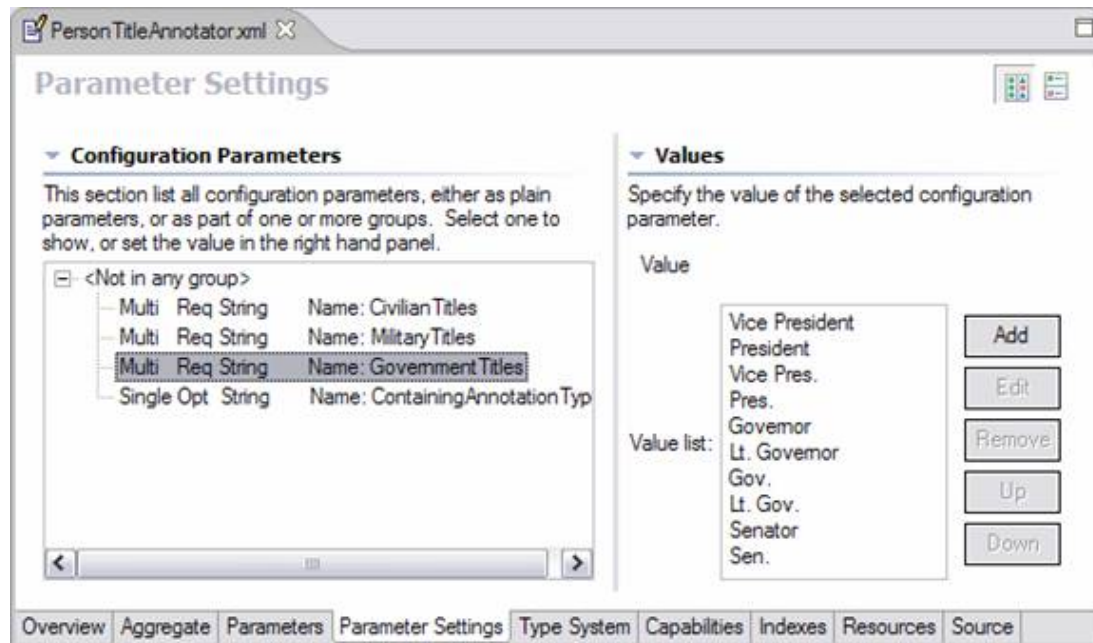 PersonTitleAnnotator.xml
Parameter Settings
Configuration Parameters
This section list all configuration parameters, either as plain
parameters, or as part of one or more groups. Select one to
show, or set the value in the right hand panel.
<Not in any group>
Multi Req String Name: CivilianTitles
Multi Req String Name: MilitaryTitles
Multi Req String Name: GovernmentTitles
Single Opt String Name: ContainingAnnotationTyp
Values
Specify the value of the selected configuration
parameter.
Value
Value list:
Vice President
President
Vice Pres.
Pres.
Governor
Lt. Governor
Gov.
Lt. Gov.
Senator
Sen.
Add
Edit
Remove
Up
Down
Overview Aggregate Parameters Parameter Settings Type System Capabilities Indexes Resources Source